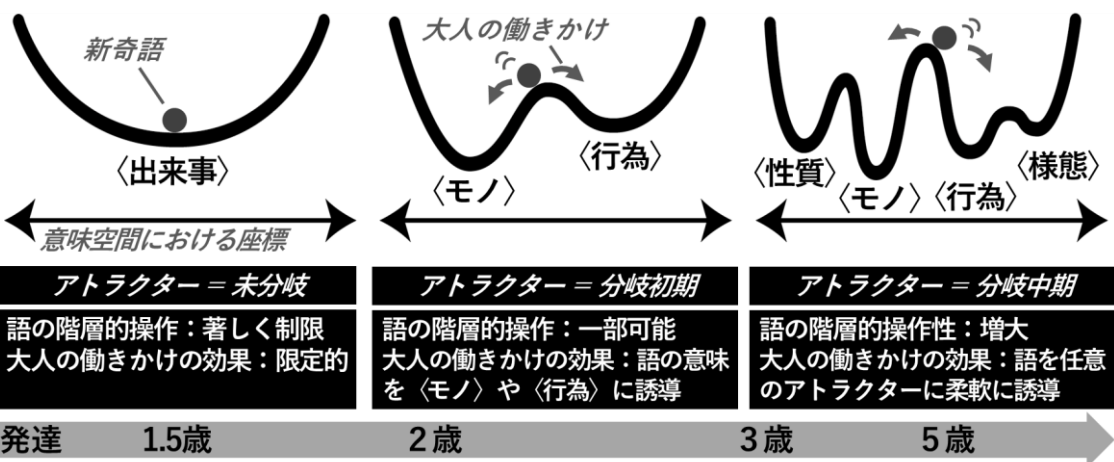 新奇語
〈出来事〉
意味空間における座標
アトラクター = 未分岐
語の階層的操作：著しく制限
大人の働きかけの効果：限定的
大人の働きかけ
〈モノ〉
〈行為〉
アトラクター = 分岐初期
語の階層的操作：一部可能
大人の働きかけの効果：語の意味
を〈モノ〉や〈行為〉に誘導
〈性質〉
〈モノ〉
〈行為〉
〈様態〉
アトラクター = 分岐中期
語の階層的操作性：増大
大人の働きかけの効果：語を任意
のアトラクターに柔軟に誘導
発達 1.5歳 2歳 3歳 5歳